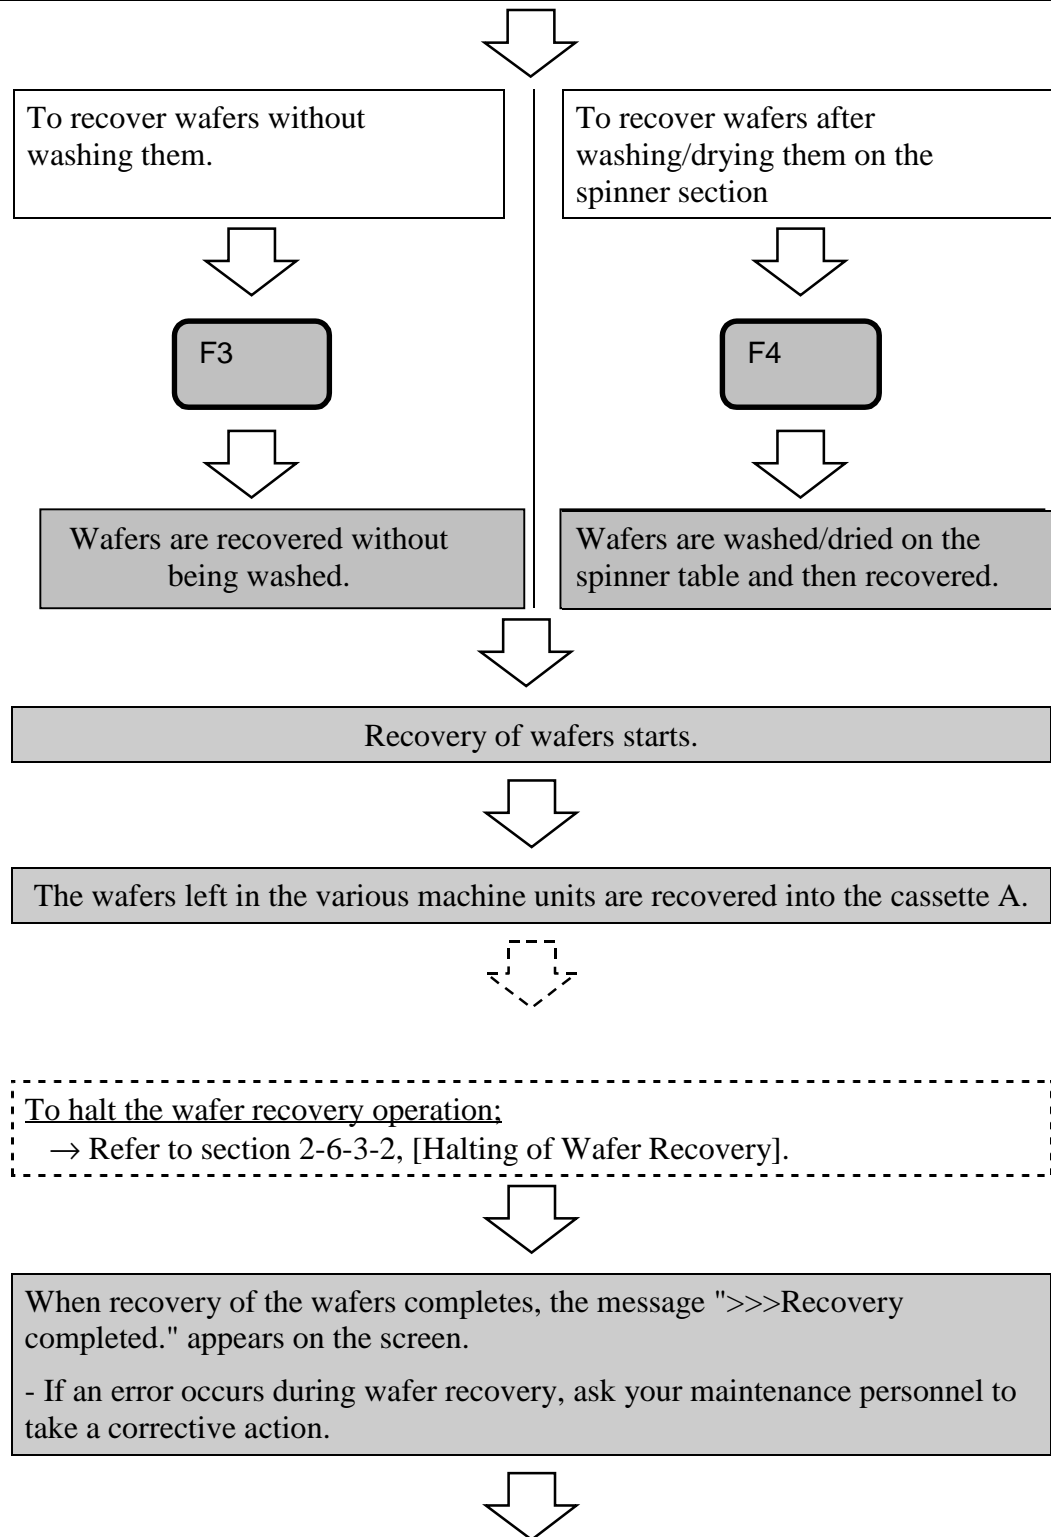 To recover wafers without
washing them.
To recover wafers after
washing/drying them on the
spinner section
F3
F4
Wafers are recovered without
being washed.
Wafers are washed/dried on the
spinner table and then recovered.
Recovery of wafers starts.
The wafers left in the various machine units are recovered into the cassette A.
To halt the wafer recovery operation;
→ Refer to section 2-6-3-2, [Halting of Wafer Recovery].
When recovery of the wafers completes, the message ">>>Recovery
completed." appears on the screen.
- If an error occurs during wafer recovery, ask your maintenance personnel to
take a corrective action.